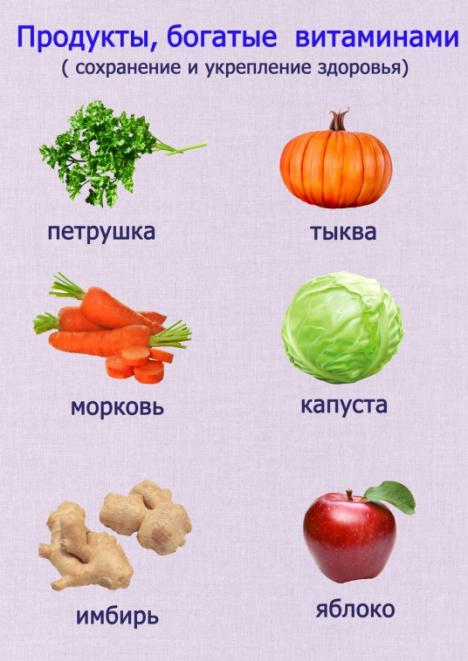 Продукты, богатые витаминами
( сохранение и укрепление здоровья)
петрушка
тыква
морковь
капуста
имбирь
яблоко